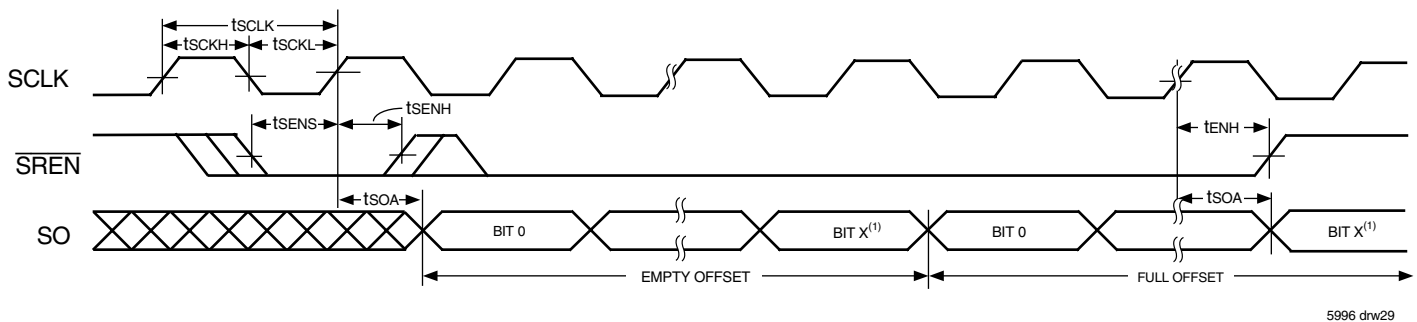 tSCLK
tSCKH
tSCKL
SCLK
tSENH
tSENS
tENH
SREN
tSOA
tSOA
SO
BIT 0
BIT X(1)
BIT 0
BIT X(1)
EMPTY OFFSET
FULL OFFSET
5996 drw29